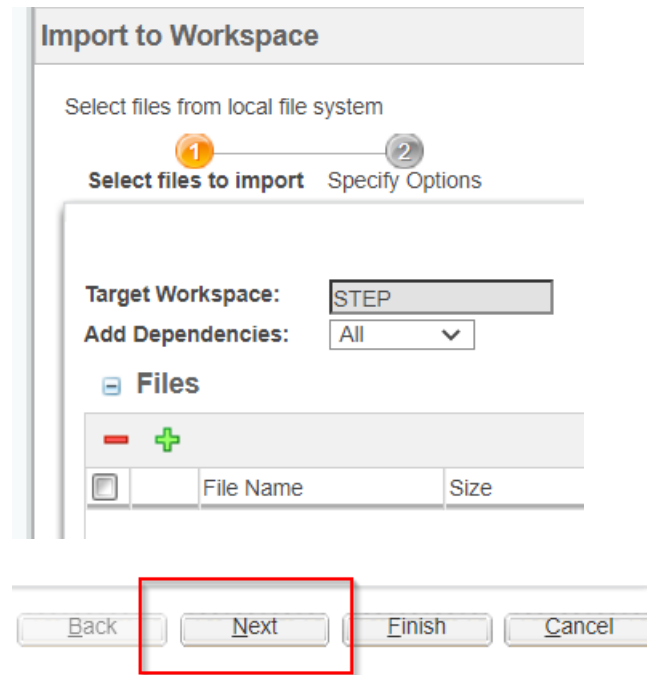 Import to Workspace
Select files from local file system
1 2
Select files to import Specify Options
Target Workspace: STEP
Add Dependencies: All
Files
File Name Size
Back Next Finish Cancel